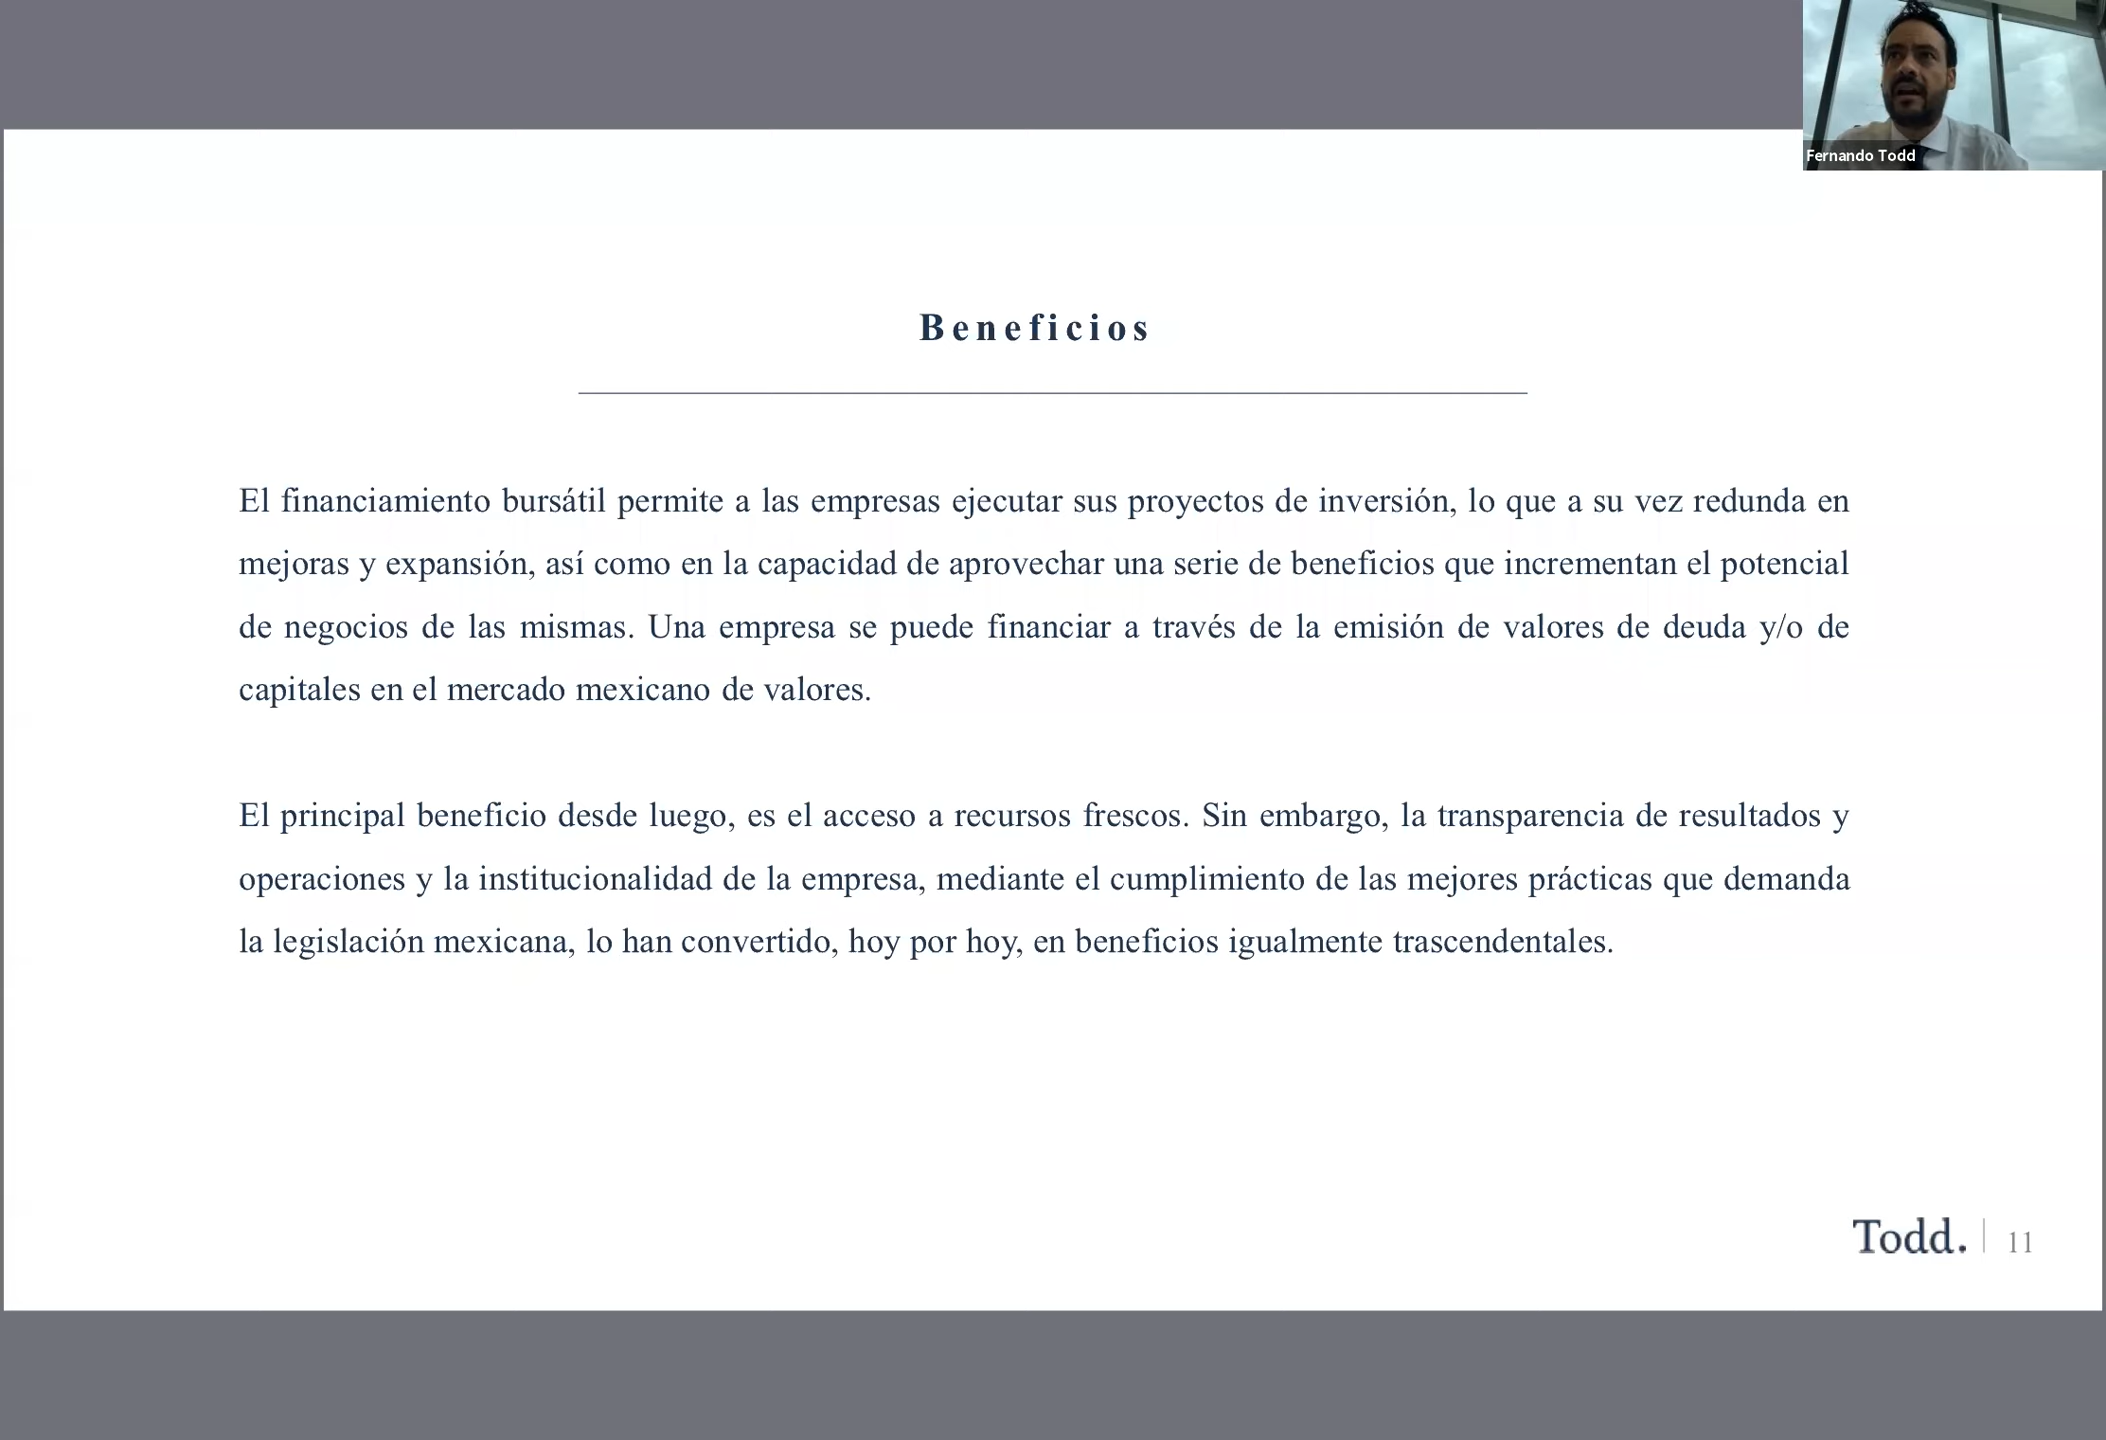 Fernando Todd
Beneficios
El financiamiento bursátil permite a las empresas ejecutar sus proyectos de inversión, lo que a su vez redunda en
mejoras y expansión, así como en la capacidad de aprovechar una serie de beneficios que incrementan el potencial
de negocios de las mismas. Una empresa se puede financiar a través de la emisión de valores de deuda y/o de
capitales en el mercado mexicano de valores.
El principal beneficio desde luego, es el acceso a recursos frescos. Sin embargo, la transparencia de resultados y
operaciones y la institucionalidad de la empresa, mediante el cumplimiento de las mejores prácticas que demanda
la legislación mexicana, lo han convertido, hoy por hoy, en beneficios igualmente trascendentales.
Todd. | 11